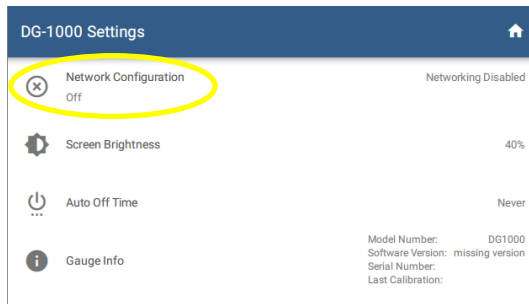 DG-1000 Settings
Network Configuration Networking Disabled
Off
Screen Brightness 40%
Auto Off Time Never
Gauge Info
Model Number: DG1000
Software Version: missing version
Serial Number:
Last Calibration: